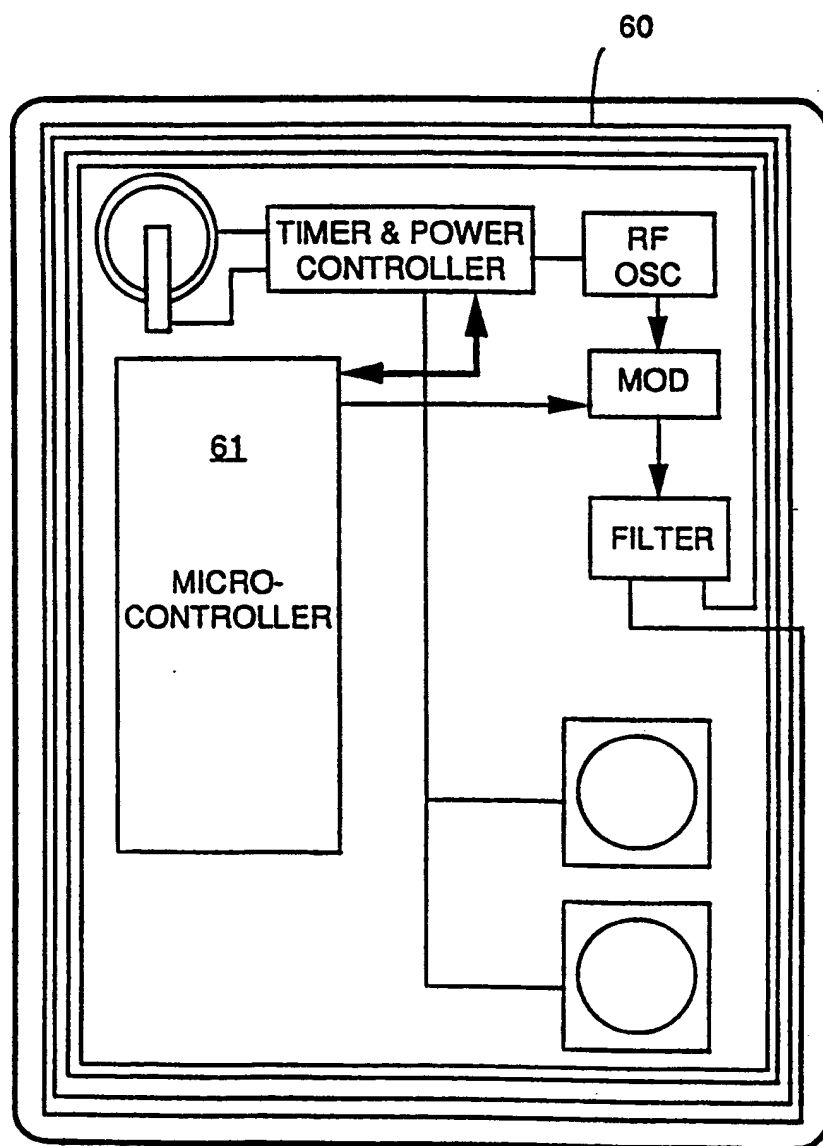 60
TIMER & POWER
CONTROLLER
RF
OSC
MOD
61
FILTER
MICRO-
CONTROLLER